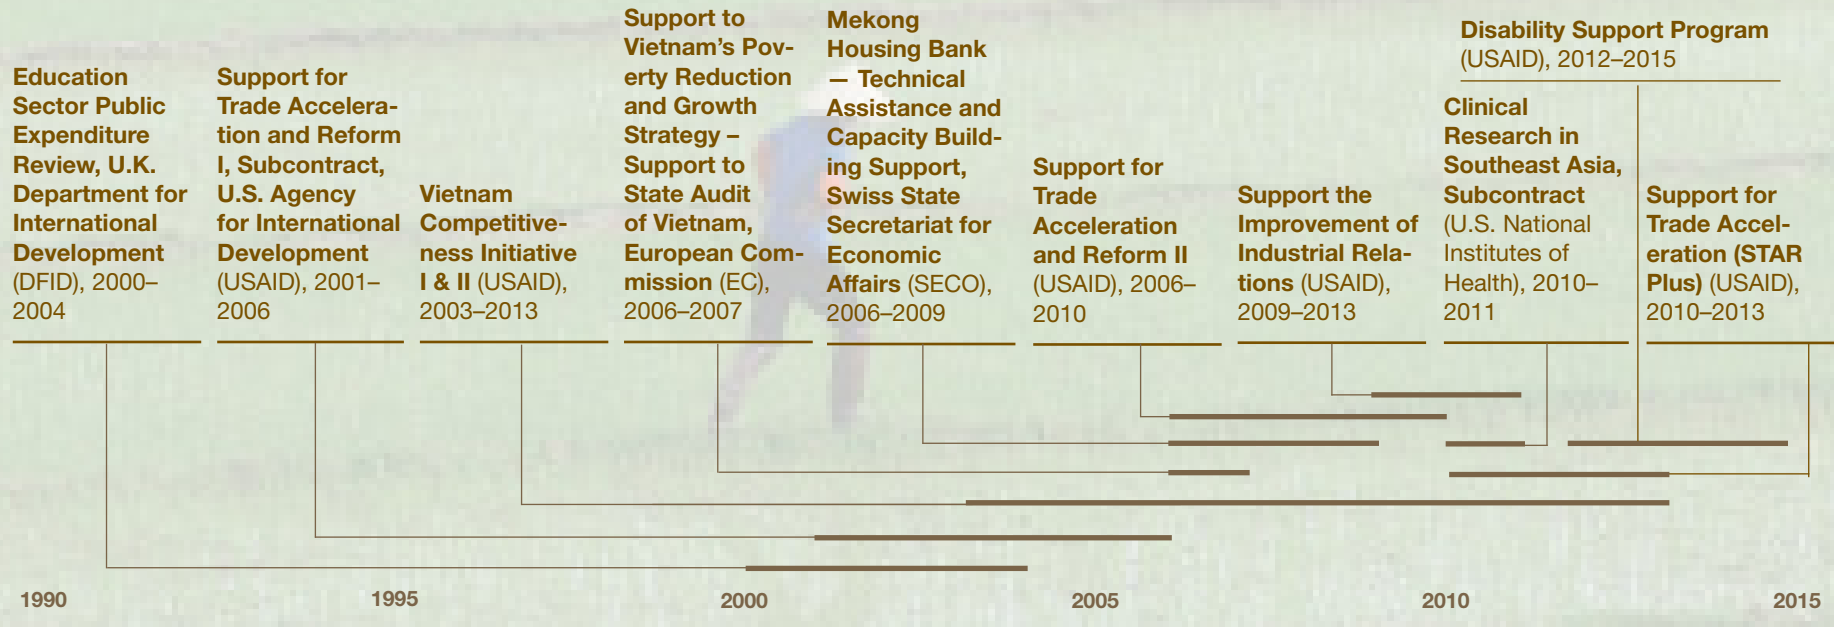 Education
Sector Public
Expenditure
Review, U.K.
Department for
International
Development
(DFID), 2000–
2004
Support for
Trade Accelera-
tion and Reform
I, Subcontract,
U.S. Agency
for International
Development
(USAID), 2001–
2006
Vietnam
Competitive-
ness Initiative
I & II (USAID),
2003–2013
Support to
Vietnam’s Pov-
erty Reduction
and Growth
Strategy –
Support to
State Audit
of Vietnam,
European Com-
mission (EC),
2006–2007
Mekong
Housing Bank
— Technical
Assistance and
Capacity Build-
ing Support,
Swiss State
Secretariat for
Economic
Affairs (SECO),
2006–2009
Support for
Trade
Acceleration
and Reform II
(USAID), 2006–
2010
Support the
Improvement of
Industrial Rela-
tions (USAID),
2009–2013
Disability Support Program
(USAID), 2012–2015
Clinical
Research in
Southeast Asia,
Subcontract
(U.S. National
Institutes of
Health), 2010–
2011
Support for
Trade Accel-
eration (STAR
Plus) (USAID),
2010–2013
1990 1995 2000 2005 2010 2015